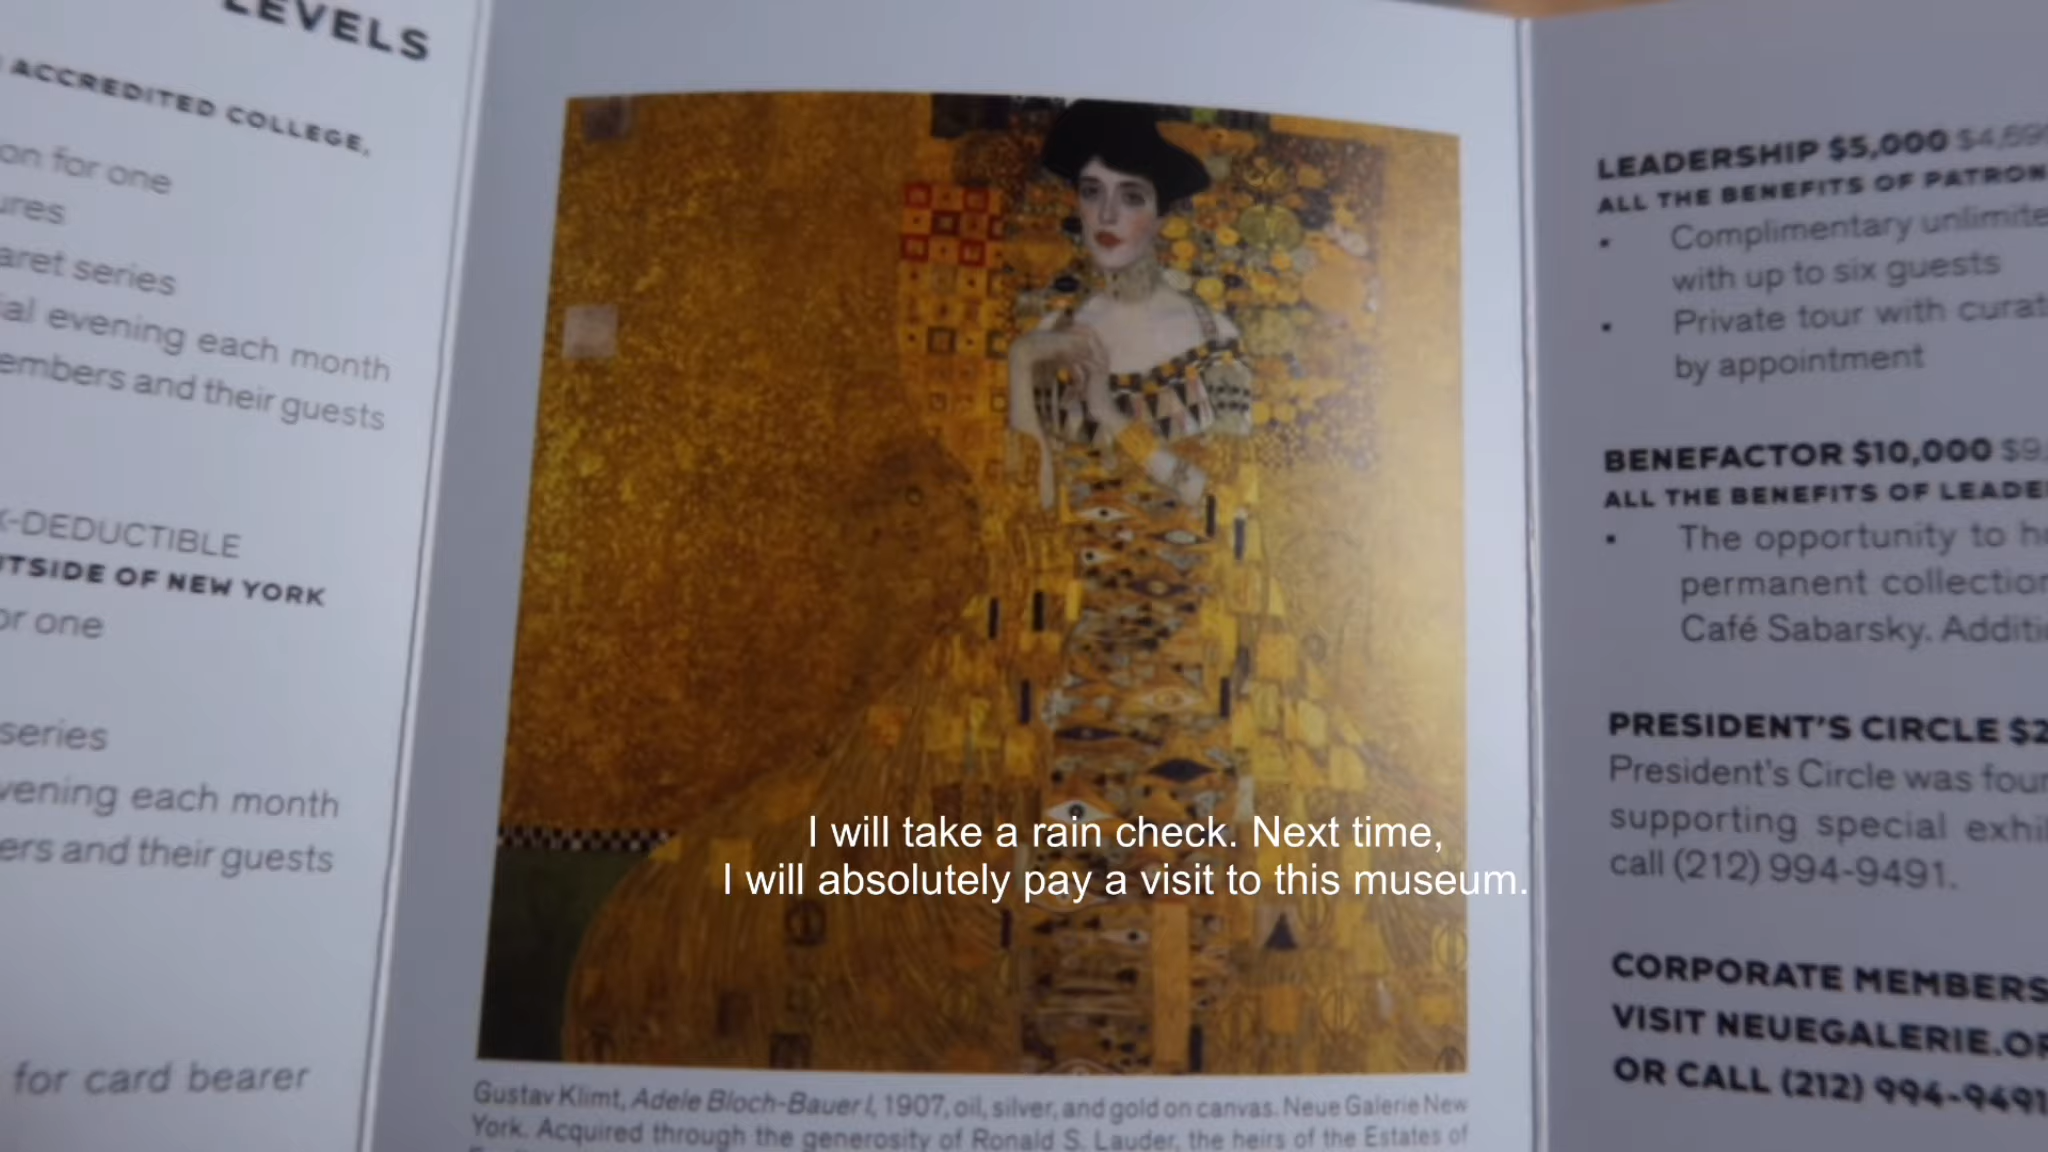 LEVELS
ACCREDITED COLLEGE,
on for one
ures
aret series
ial evening each month
embers and their guests
X-DEDUCTIBLE
UTSIDE OF NEW YORK
or one
series
vening each month
ers and their guests
for card bearer
I will take a rain check. Next time,
I will absolutely pay a visit to this museum.
Gustav Klimt, Adele Bloch-Bauer I, 1907, oil, silver, and gold on canvas. Neue Galerie New
York. Acquired through the generosity of Ronald S. Lauder, the heirs of the Estates of
LEADERSHIP $5,000
ALL THE BENEFITS OF PATRON
• Complimentary unlimite
with up to six guests
• Private tour with curat
by appointment
BENEFACTOR $10,000 $9,
ALL THE BENEFITS OF LEADE
• The opportunity to h
permanent collection
Café Sabarsky. Additi
PRESIDENT'S CIRCLE $2
President's Circle was foun
supporting special exhi
call (212) 994-9491.
CORPORATE MEMBERS
VISIT NEUEGALERIE.OR
OR CALL (212) 994-9491